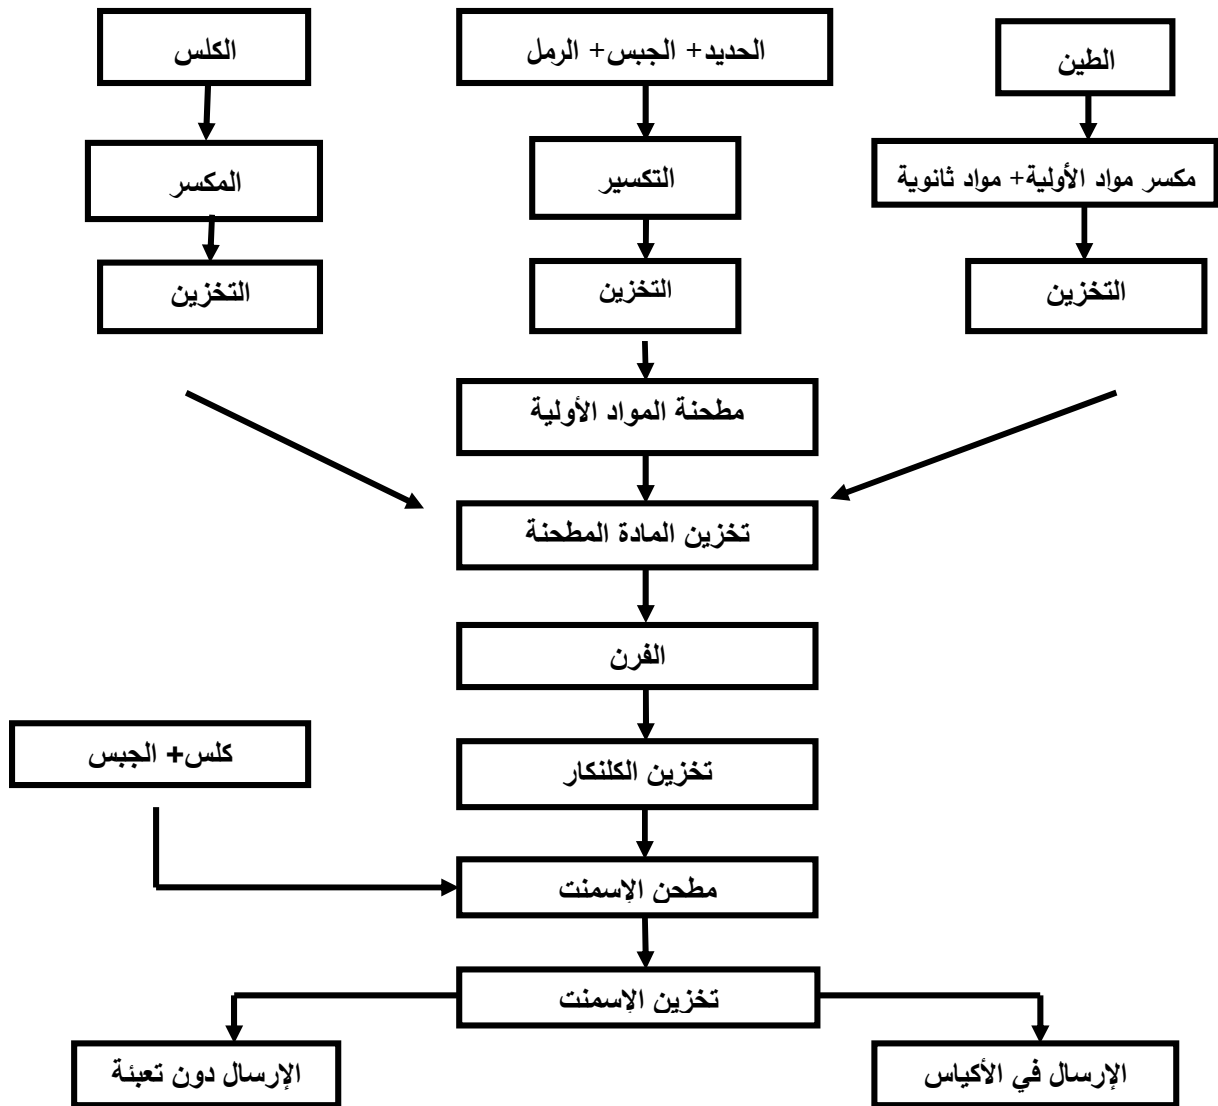 الطين
الحديد+ الجبس+ الرمل
الكلس
مكسر مواد الأولية+ مواد ثانوية
التكسير
المكسر
التخزين
التخزين
التخزين
مطحنة المواد الأولية
تخزين المادة المطحنة
الفرن
تخزين الكلنكار
كلس+ الجبس
مطحن الإسمنت
تخزين الإسمنت
الإرسال في الأكياس
الإرسال دون تعبئة